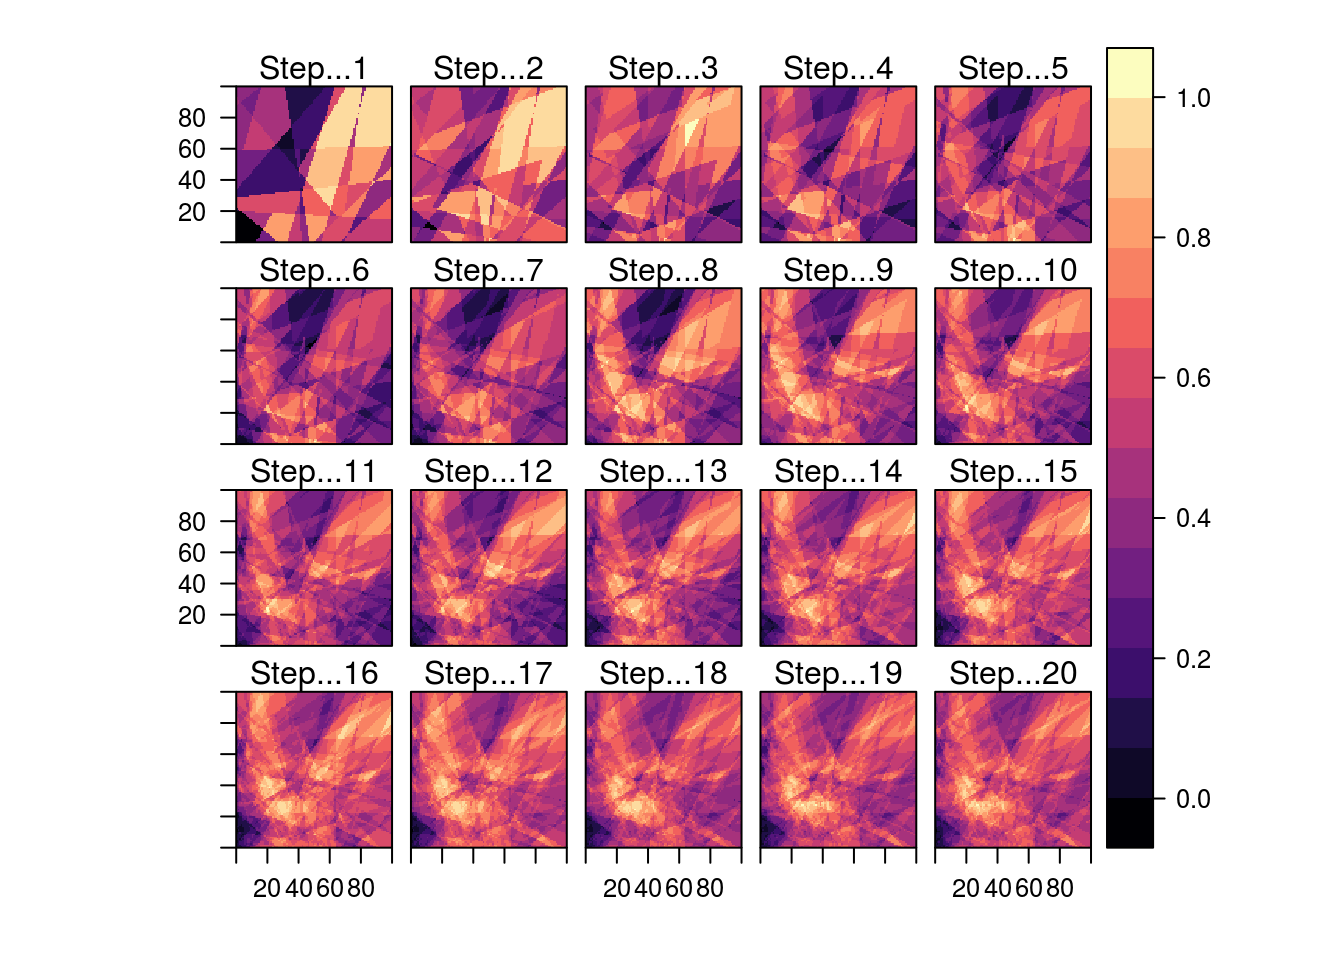 Step...1 Step...2 Step...3 Step...4 Step...5
80
60
40
20
Step...6 Step...7 Step...8 Step...9 Step...10
Step...11 Step...12 Step...13 Step...14 Step...15
80
60
40
20
Step...16 Step...17 Step...18 Step...19 Step...20
20 40 60 80 20 40 60 80 20 40 60 80
1.0
0.8
0.6
0.4
0.2
0.0